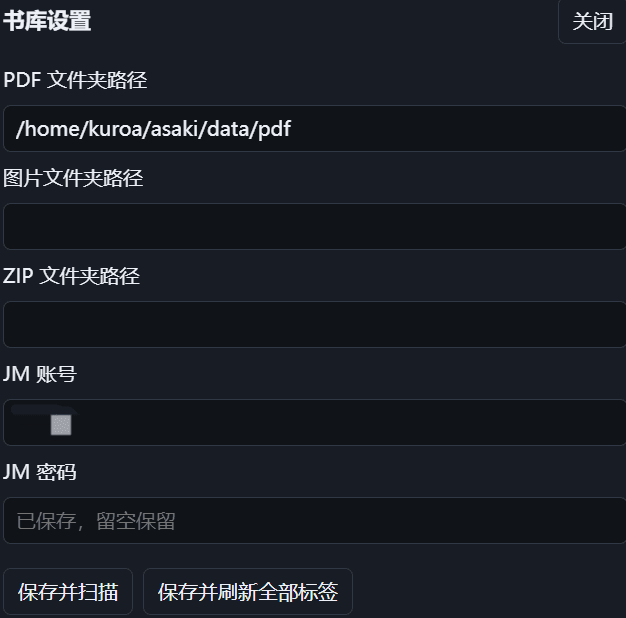 书库设置
关闭
PDF 文件夹路径
/home/kuroa/asaki/data/pdf
图片文件夹路径
ZIP 文件夹路径
JM 账号
JM 密码
已保存，留空保留
保存并扫描
保存并刷新全部标签